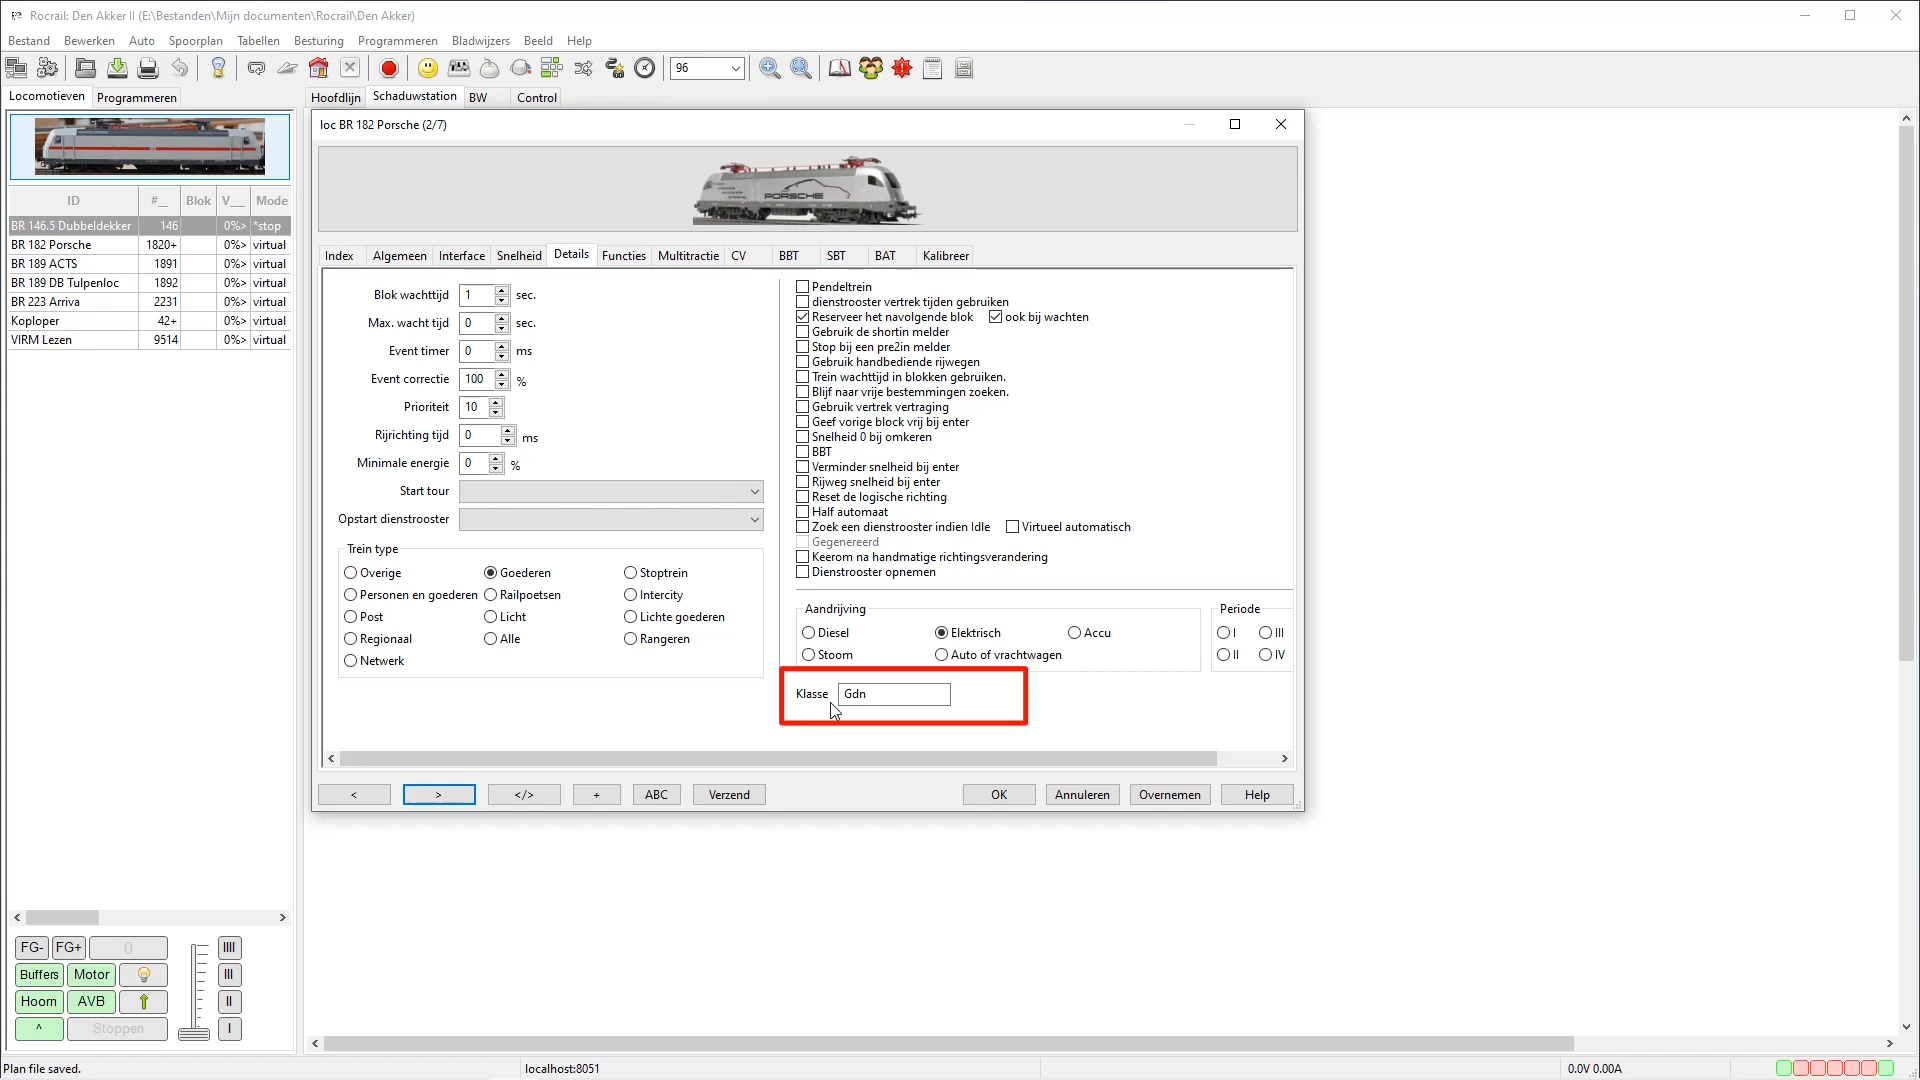 Rocrail: Den Akker II (E:\Bestanden\Mijn documenten\Rocrail\Den Akker)
Bestand Bewerken Auto Spoorplan Tabellen Besturing Programmeren Bladwijzers Beeld Help
96
Locomotieven Programmeren
Hoofdlijn Schaduwstation BW Control
loc BR 182 Porsche (2/7)
PORSCHE
ID #__ Blok V__ Mode
BR 146.5 Dubbeldekker 146 0%> *stop
BR 182 Porsche 1820+ 0%> virtual
BR 189 ACTS 1891 0%> virtual
BR 189 DB Tulpenloc 1892 0%> virtual
BR 223 Arriva 2231 0%> virtual
Koploper 42+ 0%> virtual
VIRM Lezen 9514 0%> virtual
Index Algemeen Interface Snelheid Details Functies Multitractie CV BBT SBT BAT Kalibreer
Blok wachttijd 1 sec.
Max. wacht tijd 0 sec.
Event timer 0 ms
Event correctie 100 %
Prioriteit 10
Rijrichting tijd 0 ms
Minimale energie 0 %
Start tour
Opstart dienstrooster
Trein type
Overige Goederen Stoptrein
Personen en goederen Railpoetsen Intercity
Post Licht Lichte goederen
Regionaal Alle Rangeren
Netwerk
Pendeltrein
dienstrooster vertrek tijden gebruiken
Reserveer het navolgende blok ook bij wachten
Gebruik de shortin melder
Stop bij een pre2in melder
Gebruik handbediende rijwegen
Trein wachttijd in blokken gebruiken.
Blijf naar vrije bestemmingen zoeken.
Gebruik vertrek vertraging
Geef vorige block vrij bij enter
Snelheid 0 bij omkeren
BBT
Verminder snelheid bij enter
Rijweg snelheid bij enter
Reset de logische richting
Half automaat
Zoek een dienstrooster indien Idle Virtueel automatisch
Gegenereerd
Keerom na handmatige richtingsverandering
Dienstrooster opnemen
Aandrijving Periode
Diesel Elektrisch Accu I III
Stoom Auto of vrachtwagen II IV
Klasse Gdn
< > </> + ABC Verzend OK Annuleren Overnemen Help
FG- FG+ 0 IIII
Buffers Motor III
Hoorn AVB II
^ Stoppen I
Plan file saved. localhost:8051 0.0V 0.00A